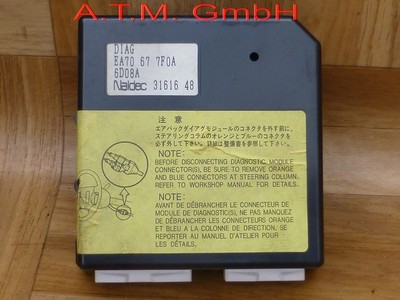 A.T.M. GmbH
DIAG
EA70 67 7F0A
6D08A
Naldec 31616 48
注 意
エアバックダイアグモジュールのコネクタを外す前に、
ステアリングコラムのオレンジとブルーのコネクタを
必ず外して下さい。詳細は整備書を参照して下さい。
NOTE:
BEFORE DISCONNECTING DIAGNOSTIC MODULE
CONNECTOR(S), BE SURE TO REMOVE ORANGE
AND BLUE CONNECTORS AT STEERING COLUMN.
REFER TO WORKSHOP MANUAL FOR DETAILS.
NOTE:
AVANT DE DÉBRANCHER LE CONNECTEUR DE
MODULE DE DIAGNOSTIC(S), NE PAS MANQUEZ
DE DÉBRANCHER LES CONNECTEURS ORANGE
ET BLEU A LA COLONNE DE DIRECTION. SE
REPORTER AU MANUEL D'ATELIER POUR
LES DÉTAILS.